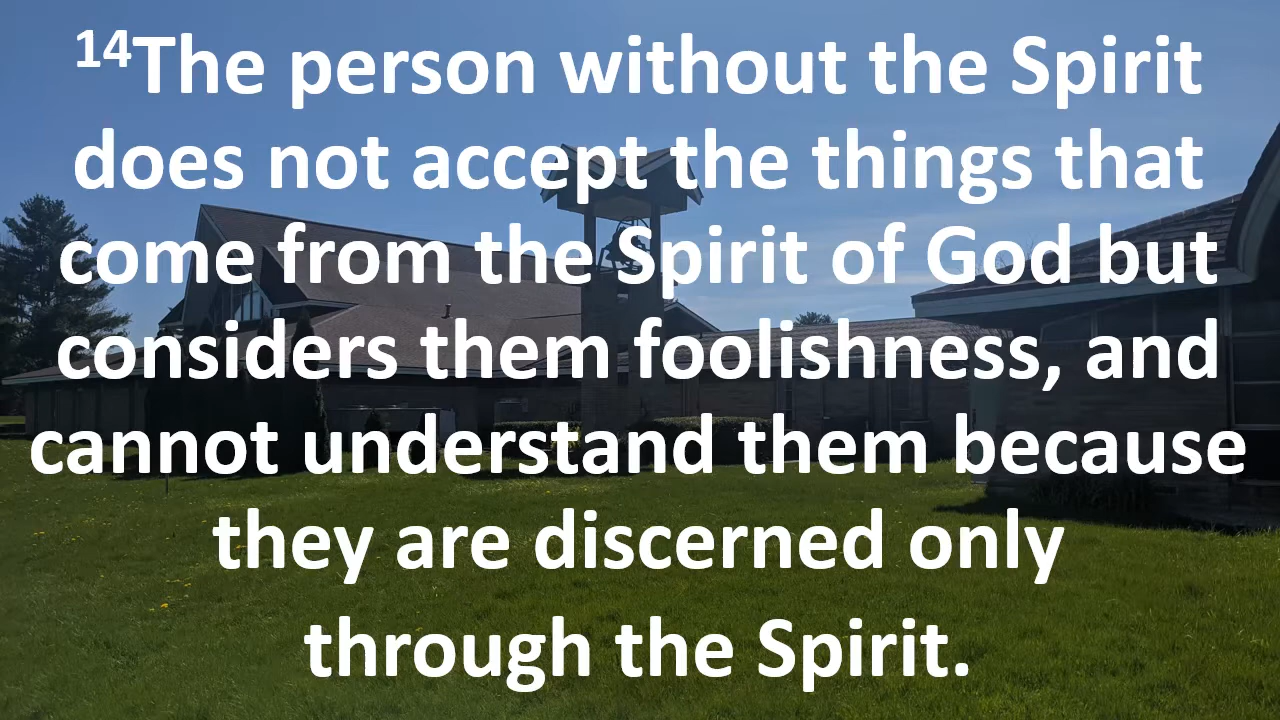 14The person without the Spirit
does not accept the things that
come from the Spirit of God but
considers them foolishness, and
cannot understand them because
they are discerned only
through the Spirit.